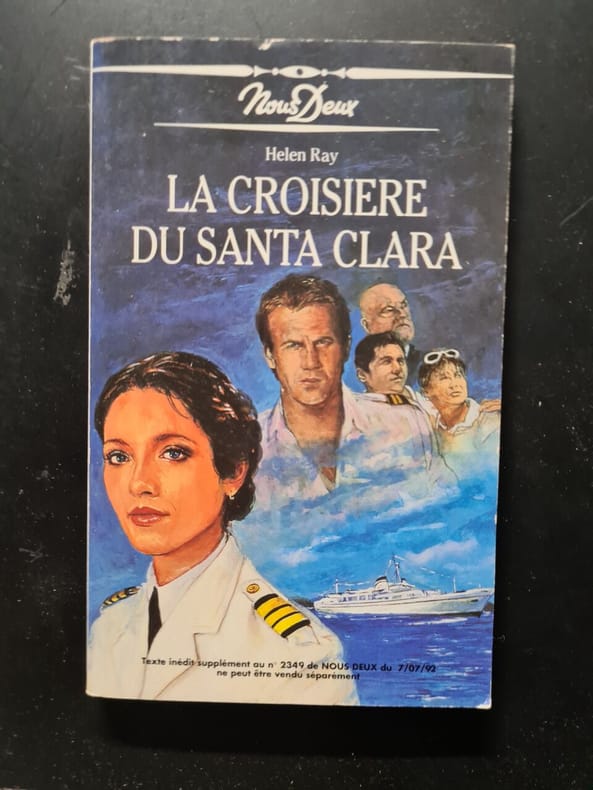 Nous Deux
Helen Ray
LA CROISIERE
DU SANTA CLARA
Texte inédit supplément au n° 2349 de NOUS DEUX du 7/07/92
ne peut être vendu séparément